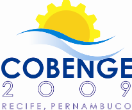 COBENGE
2009
RECIFE, PERNAMBUCO